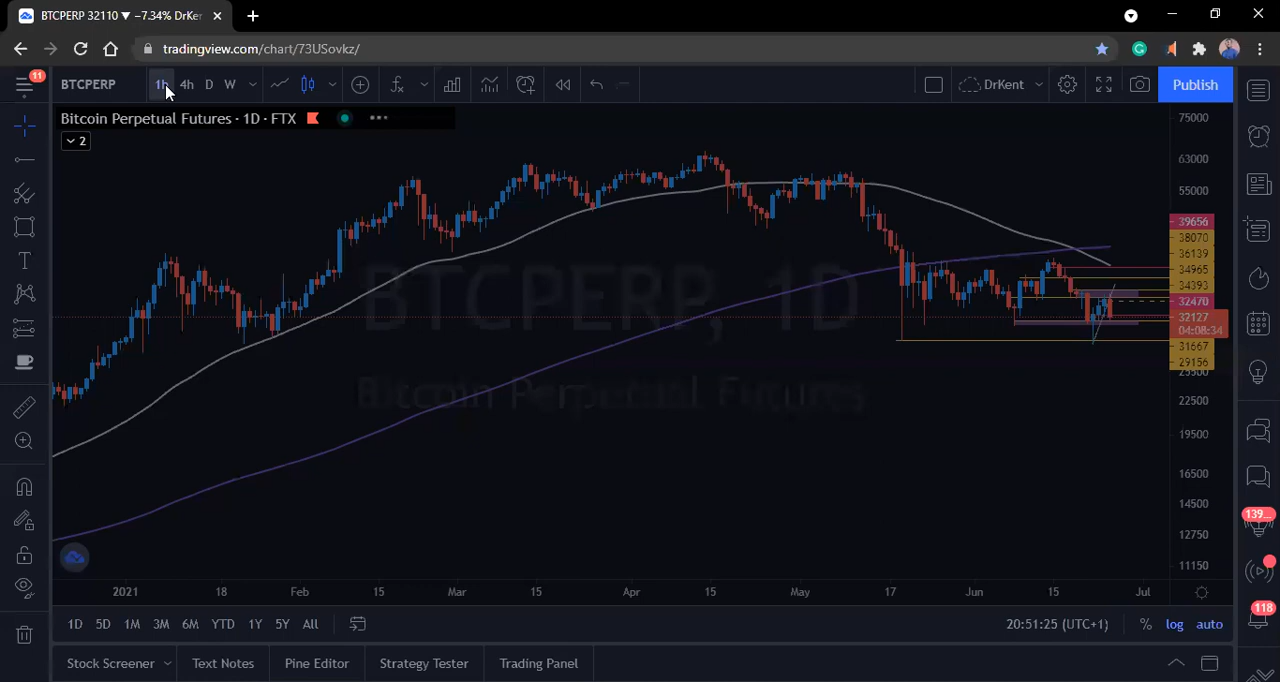 BTCPERP 32110 ▼ −7.34% DrKe
tradingview.com/chart/73USovkz/
11
BTCPERP 1h 4h D W DrKent Publish
Bitcoin Perpetual Futures · 1D · FTX
2
BTCPERP, 1D
Bitcoin Perpetual Futures
75000
63000
55000
39656
38070
36139
34965
34393
32470
32127
04:08:34
31667
29156
22500
19500
16500
14500
12750
11150
139...
118
2021 18 Feb 15 Mar 15 Apr 15 May 17 Jun 15 Jul
1D 5D 1M 3M 6M YTD 1Y 5Y All 20:51:25 (UTC+1) % log auto
Stock Screener Text Notes Pine Editor Strategy Tester Trading Panel